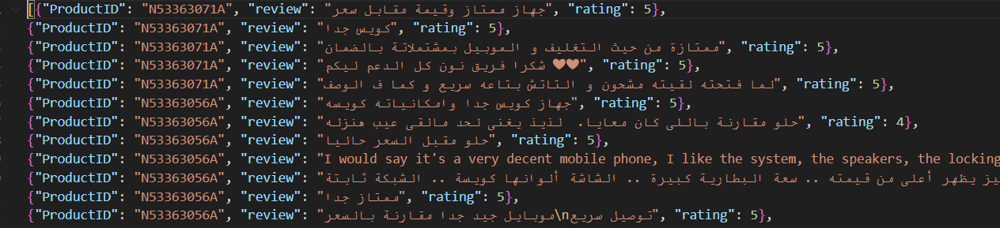 [{"ProductID": "N53363071A", "review": "جهاز ممتاز وقيمة مقابل سعر", "rating": 5},
{"ProductID": "N53363071A", "review": "كويس جدا", "rating": 5},
{"ProductID": "N53363071A", "review": "ممتازة من حيث التغليف و الموبيل بمشتملاتة بالضمان", "rating": 5},
{"ProductID": "N53363071A", "review": "شكرا فريق نون كل الدعم ليكم ❤❤", "rating": 5},
{"ProductID": "N53363071A", "review": "لما فتحته لقيته مشحون و التاتش بتاعه سريع و كما ف الوصف", "rating": 5},
{"ProductID": "N53363056A", "review": "جهاز كويس جدا وامكانياته كويسه", "rating": 5},
{"ProductID": "N53363056A", "review": "حلو مقارنة باللى كان معايا. لذيذ يغنى لحد مالقى عيب هنزله", "rating": 4},
{"ProductID": "N53363056A", "review": "حلو مقبل السعر حاليا", "rating": 5},
{"ProductID": "N53363056A", "review": "I would say it's a very decent mobile phone, I like the system, the speakers, the locking
{"ProductID": "N53363056A", "review": "يز يظهر أعلى من قيمته .. سعة البطارية كبيرة .. الشاشة ألوانها كويسة .. الشبكة ثابتة
{"ProductID": "N53363056A", "review": "ممتاز جدا", "rating": 5},
{"ProductID": "N53363056A", "review": "موبايل جيد جدا مقارنة بالسعر\nتوصيل سريع", "rating": 5},